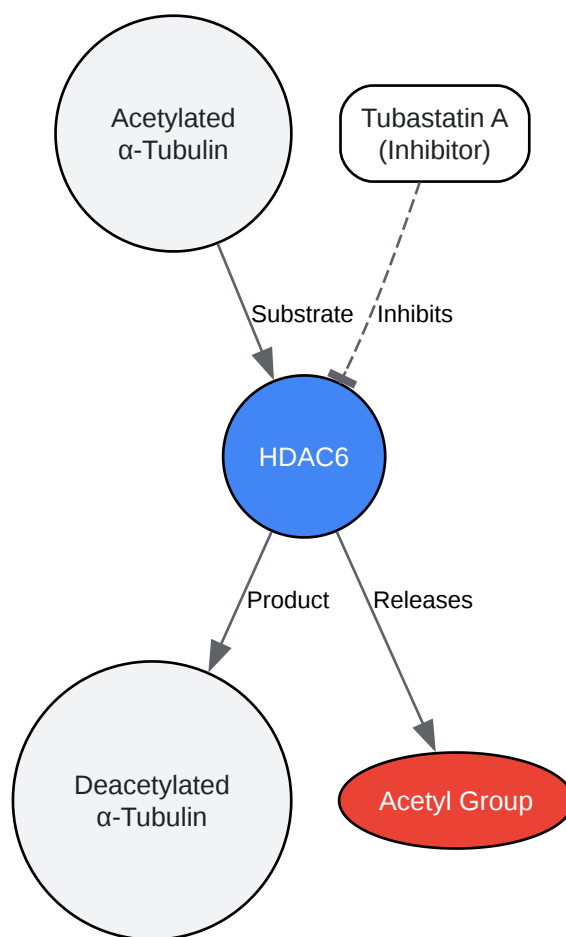 Acetylated
α-Tubulin
Tubastatin A
(Inhibitor)
Substrate
Inhibits
HDAC6
Product
Releases
Deacetylated
α-Tubulin
Acetyl Group